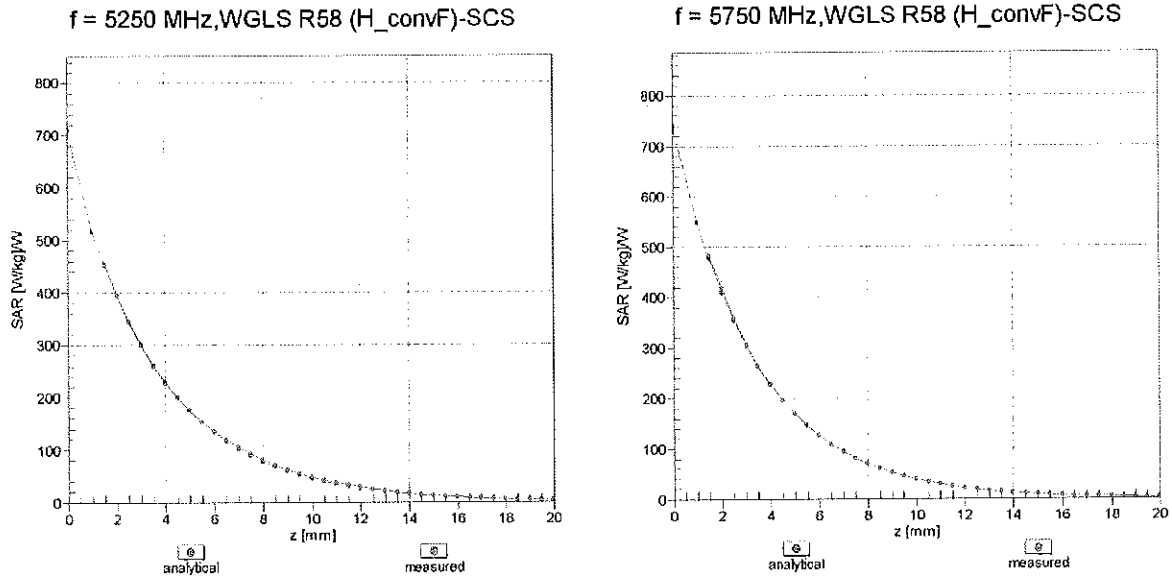 f = 5250 MHz,WGLS R58 (H_convF)-SCS
800
700
600
500
400
300
200
100
0
SAR [W/kg]/W
0 2 4 6 8 10 12 14 16 18 20
z [mm]
analytical measured
f = 5750 MHz,WGLS R58 (H_convF)-SCS
800
700
600
500
400
300
200
100
0
SAR [W/kg]/W
0 2 4 6 8 10 12 14 16 18 20
z [mm]
analytical measured